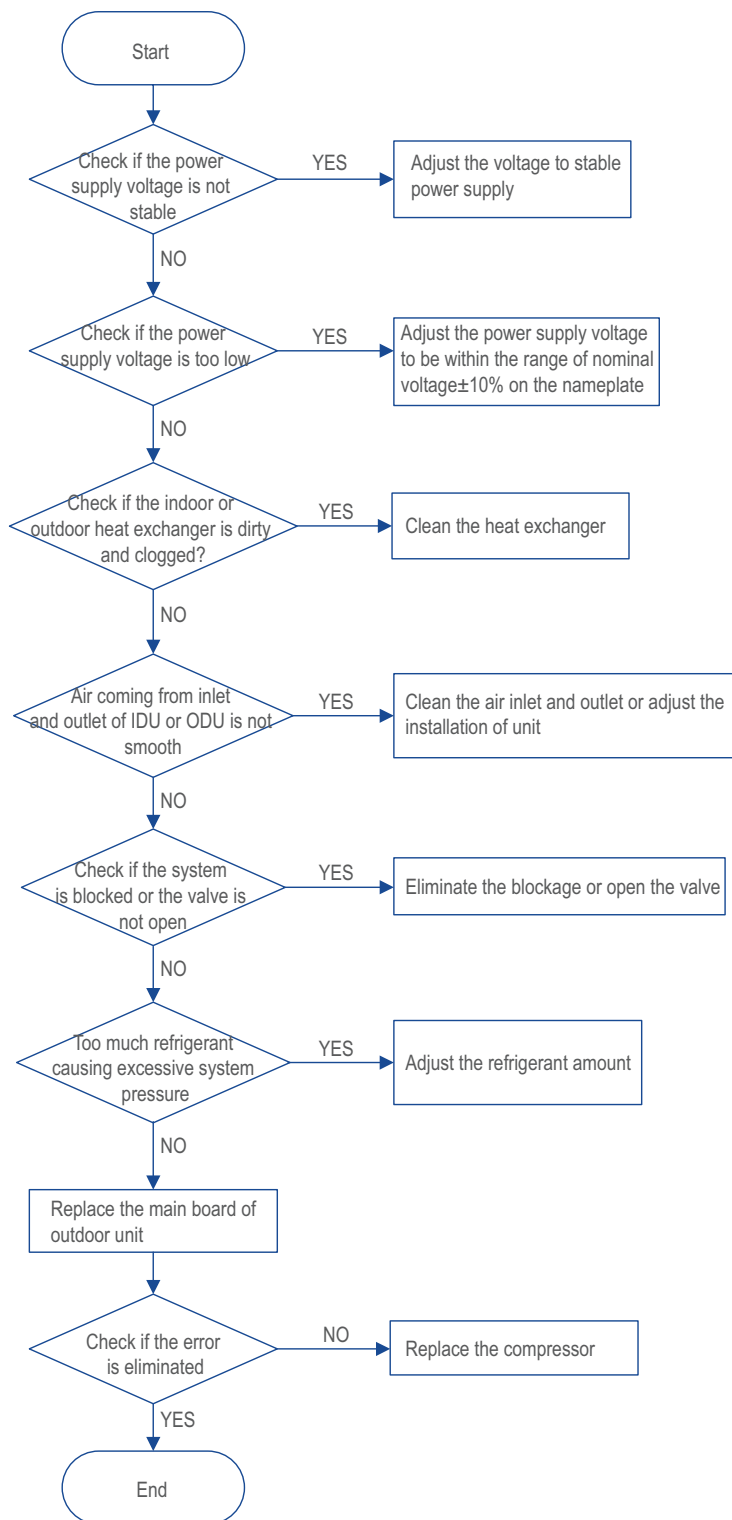 Start
Check if the power
supply voltage is not
stable
YES
Adjust the voltage to stable
power supply
NO
Check if the power
supply voltage is too low
YES
Adjust the power supply voltage
to be within the range of nominal
voltage±10% on the nameplate
NO
Check if the indoor or
outdoor heat exchanger is dirty
and clogged?
YES
Clean the heat exchanger
NO
Air coming from inlet
and outlet of IDU or ODU is not
smooth
YES
Clean the air inlet and outlet or adjust the
installation of unit
NO
Check if the system
is blocked or the valve is
not open
YES
Eliminate the blockage or open the valve
NO
Too much refrigerant
causing excessive system
pressure
YES
Adjust the refrigerant amount
NO
Replace the main board of
outdoor unit
Check if the error
is eliminated
NO
Replace the compressor
YES
End